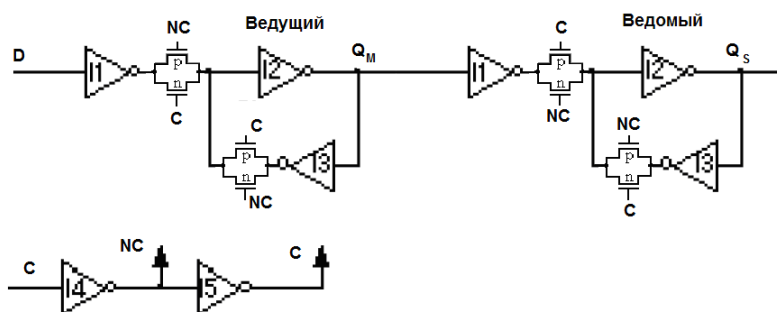 NC Ведущий C Ведомый
D I1 p n I2 QM I1 p n I2 QS
C C NC NC
p n I3 p n I3
NC C
C I4 NC I5 C